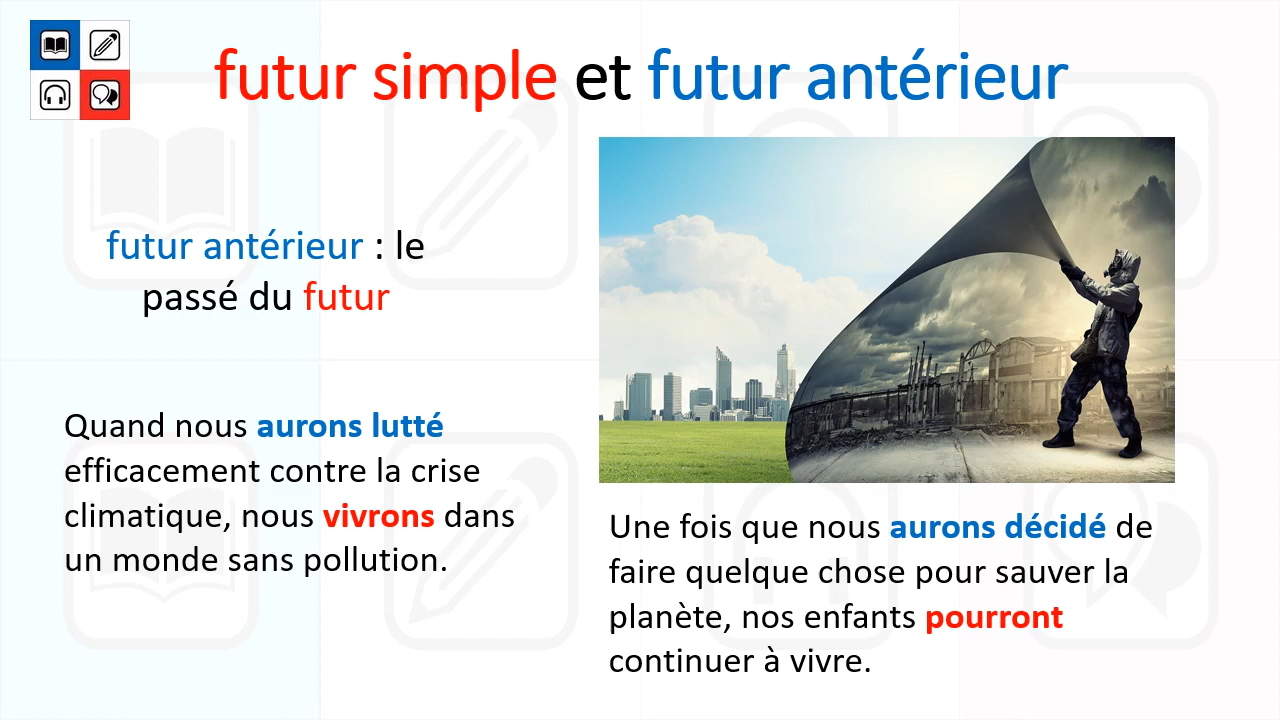 futur simple et futur antérieur
futur antérieur : le
passé du futur
Quand nous aurons lutté
efficacement contre la crise
climatique, nous vivrons dans
un monde sans pollution.
Une fois que nous aurons décidé de
faire quelque chose pour sauver la
planète, nos enfants pourront
continuer à vivre.